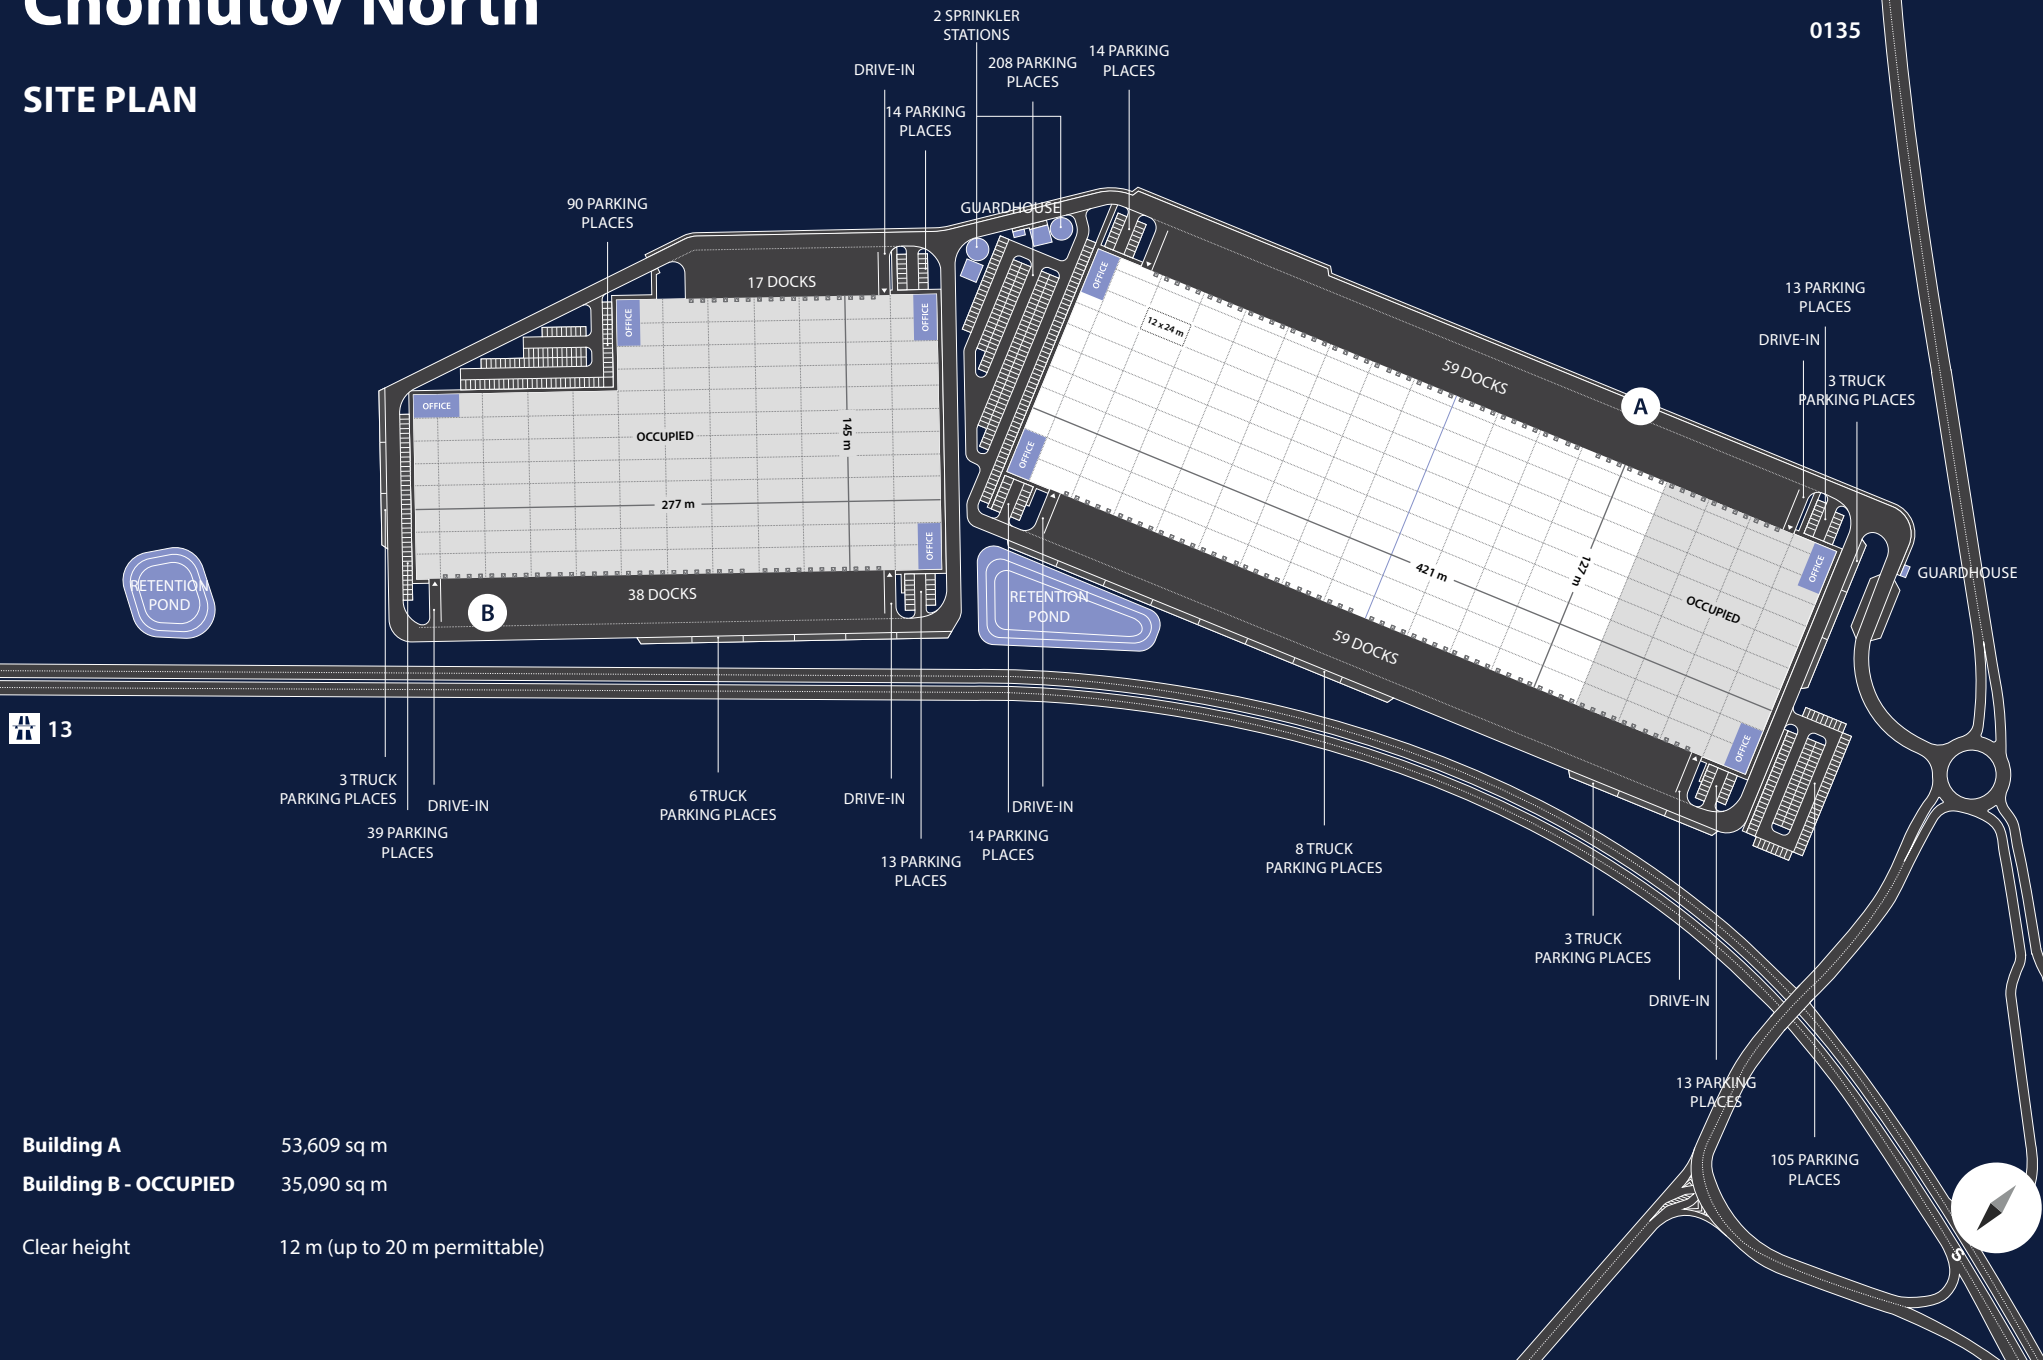 Chomutov North
SITE PLAN
0135
2 SPRINKLER
STATIONS
208 PARKING
PLACES
14 PARKING
PLACES
DRIVE-IN
14 PARKING
PLACES
90 PARKING
PLACES
GUARDHOUSE
17 DOCKS
OFFICE
OFFICE
OFFICE
OCCUPIED
145 m
277 m
OFFICE
38 DOCKS
B
RETENTION
POND
OFFICE
12 x 24 m
59 DOCKS
A
13 PARKING
PLACES
DRIVE-IN
3 TRUCK
PARKING PLACES
OFFICE
421 m
127 m
OCCUPIED
OFFICE
GUARDHOUSE
RETENTION
POND
59 DOCKS
OFFICE
13
3 TRUCK
PARKING PLACES
DRIVE-IN
39 PARKING
PLACES
6 TRUCK
PARKING PLACES
DRIVE-IN
13 PARKING
PLACES
DRIVE-IN
14 PARKING
PLACES
8 TRUCK
PARKING PLACES
3 TRUCK
PARKING PLACES
DRIVE-IN
13 PARKING
PLACES
105 PARKING
PLACES
S
Building A 53,609 sq m
Building B - OCCUPIED 35,090 sq m
Clear height 12 m (up to 20 m permittable)